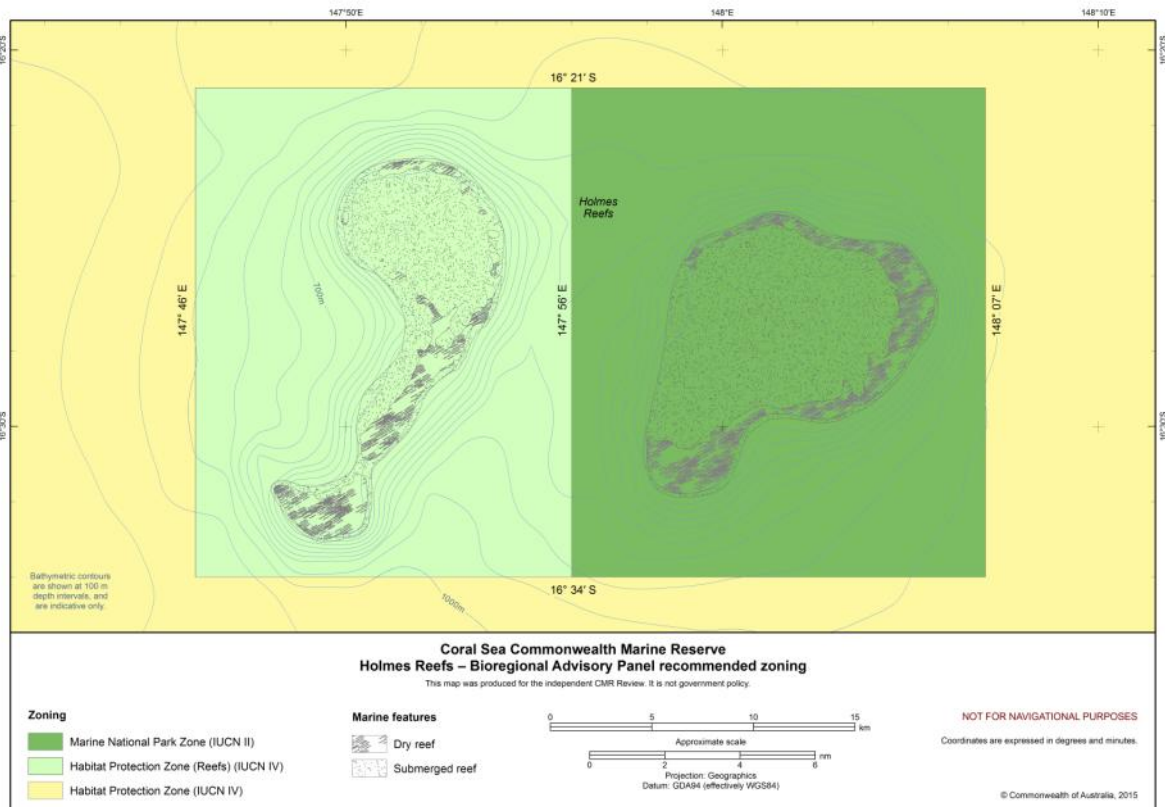 147°50'E
148°E
148°10'E
16°20'S
16°20'S
16° 21' S
Holmes
Reefs
147° 46' E
700m
147° 56' E
148° 07' E
16°30'S
16°30'S
Bathymetric contours
are shown at 100 m
depth intervals, and
are indicative only.
1000m
16° 34' S
Coral Sea Commonwealth Marine Reserve
Holmes Reefs – Bioregional Advisory Panel recommended zoning
This map was produced for the independent CMR Review. It is not government policy.
Zoning
Marine National Park Zone (IUCN II)
Habitat Protection Zone (Reefs) (IUCN IV)
Habitat Protection Zone (IUCN IV)
Marine features
Dry reef
Submerged reef
0 5 10 15
km
Approximate scale
0 2 4 6 nm
Projection: Geographics
Datum: GDA94 (effectively WGS84)
NOT FOR NAVIGATIONAL PURPOSES
Coordinates are expressed in degrees and minutes.
© Commonwealth of Australia, 2015